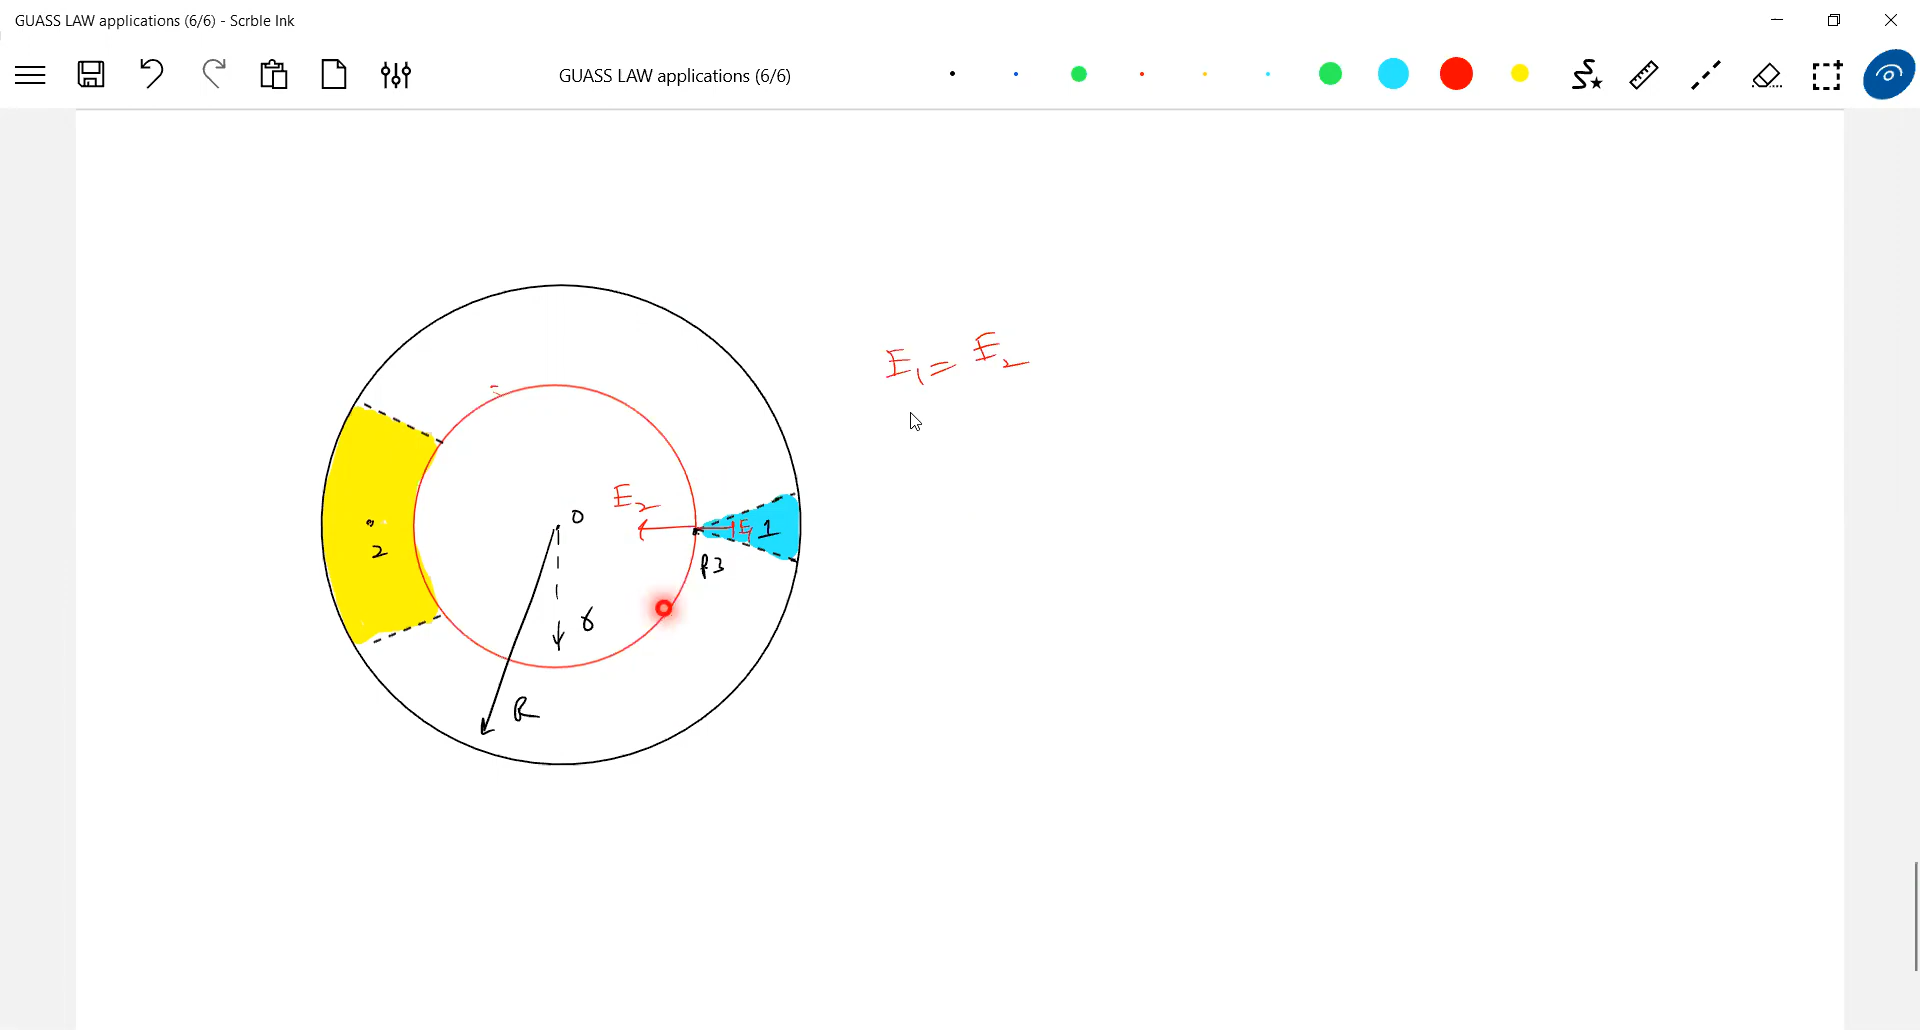 GUASS LAW applications (6/6) - Scrble Ink
GUASS LAW applications (6/6)
E₁ = E₂
E₂
O
E₁
1
2
P3
r
R